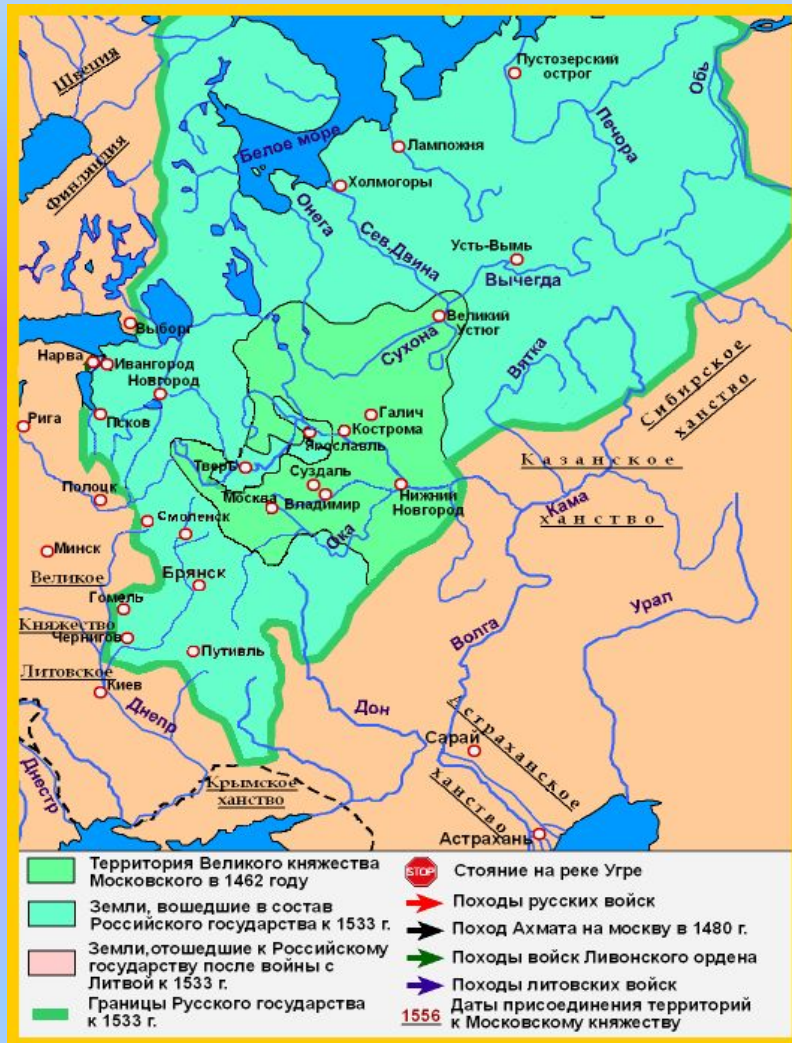 Швеция
Финляндия
Белое море
Пустозерский
острог
Обь
Печора
Лампожня
Холмогоры
Онега
Сев.Двина
Усть-Вымь
Вычегда
Великий
Устюг
Сухона
Вятка
Выборг
Нарва
Ивангород
Новгород
Псков
Рига
Галич
Кострома
Ярославль
Тверь
Суздаль
Москва
Владимир
Нижний
Новгород
Ока
Сибирское
ханство
Казанское
ханство
Кама
Полоцк
Смоленск
Минск
Великое
Брянск
Гомель
Княжество
Чернигов
Путивль
Литовское
Киев
Днепр
Днестр
Дон
Волга
Урал
Сарай
Астраханское
ханство
Крымское
ханство
Астрахань
Территория Великого княжества
Московского в 1462 году
Земли, вошедшие в состав
Российского государства к 1533 г.
Земли,отошедшие к Российскому
государству после войны с
Литвой к 1533 г.
Границы Русского государства
к 1533 г.
STOP Стояние на реке Угре
Походы русских войск
Поход Ахмата на москву в 1480 г.
Походы войск Ливонского ордена
Походы литовских войск
1556 Даты присоединения территорий
к Московскому княжеству